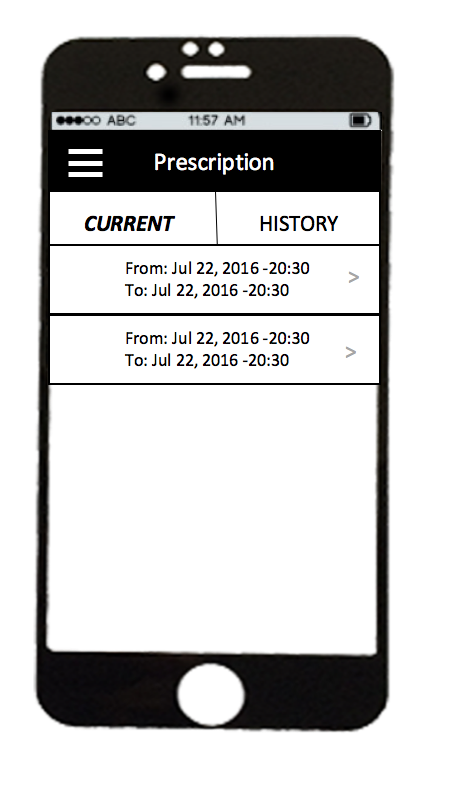 ABC 11:57 AM
Prescription
CURRENT HISTORY
From: Jul 22, 2016 -20:30 >
To: Jul 22, 2016 -20:30
From: Jul 22, 2016 -20:30 >
To: Jul 22, 2016 -20:30